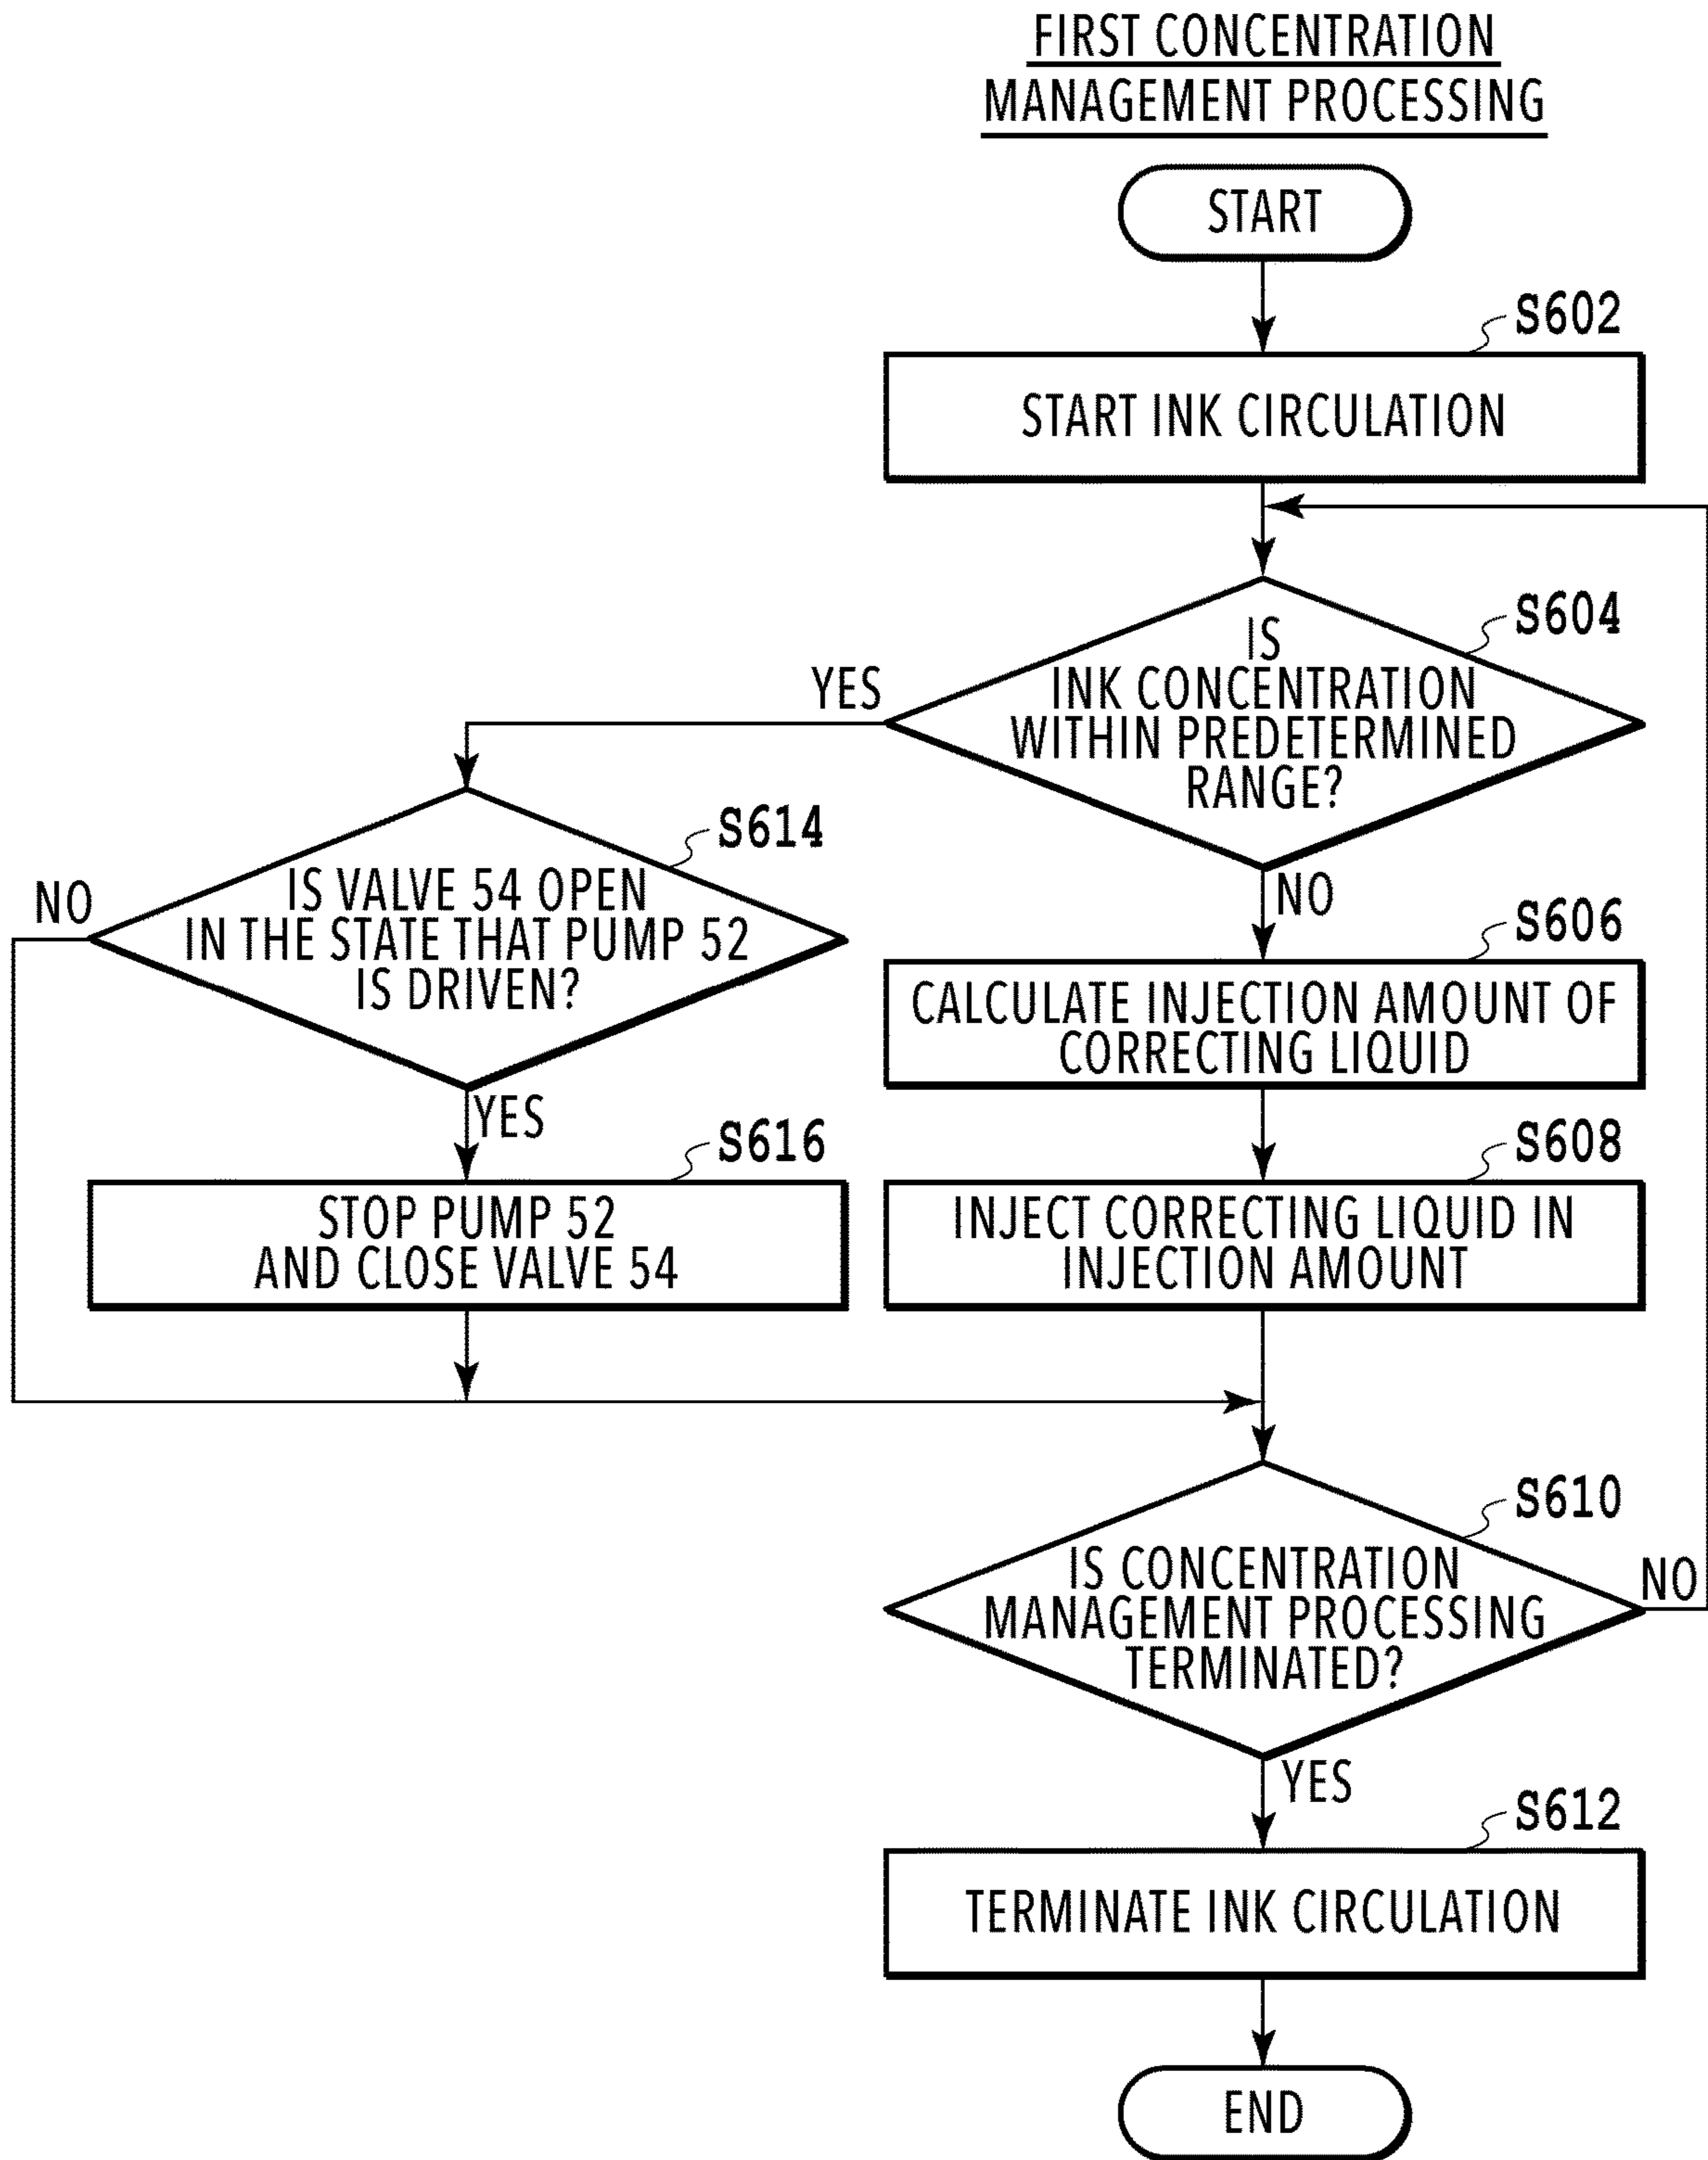 FIRST CONCENTRATION
MANAGEMENT PROCESSING
START
S602
START INK CIRCULATION
S604
IS
INK CONCENTRATION
WITHIN PREDETERMINED
RANGE?
YES
NO
S614
IS VALVE 54 OPEN
IN THE STATE THAT PUMP 52
IS DRIVEN?
NO
YES
S606
CALCULATE INJECTION AMOUNT OF
CORRECTING LIQUID
S616
STOP PUMP 52
AND CLOSE VALVE 54
S608
INJECT CORRECTING LIQUID IN
INJECTION AMOUNT
S610
IS CONCENTRATION
MANAGEMENT PROCESSING
TERMINATED?
NO
YES
S612
TERMINATE INK CIRCULATION
END